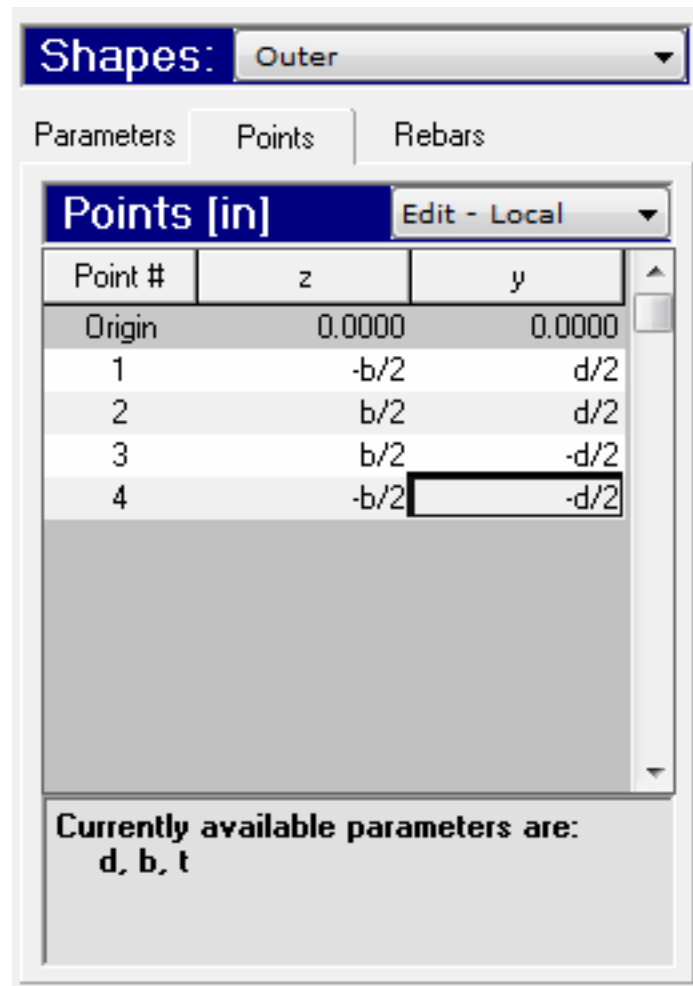 Shapes: Outer
Parameters Points Rebars
Points [in] Edit - Local
Point # z y
Origin 0.0000 0.0000
1 -b/2 d/2
2 b/2 d/2
3 b/2 -d/2
4 -b/2 -d/2
Currently available parameters are:
d, b, t